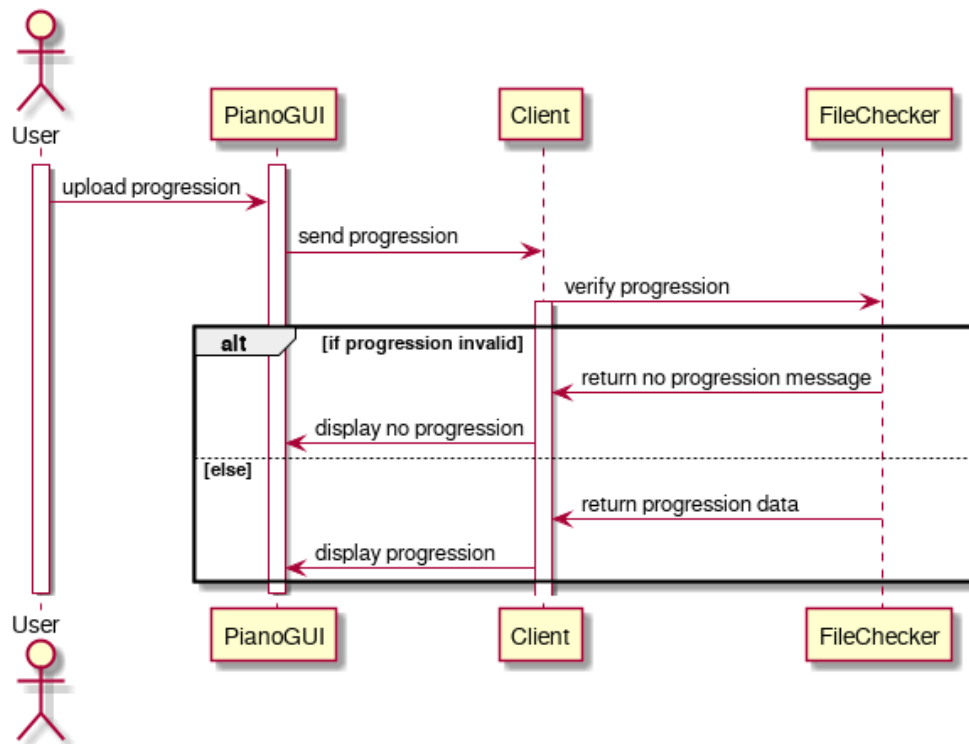 User
PianoGUI
Client
FileChecker
upload progression
send progression
verify progression
alt
[if progression invalid]
return no progression message
display no progression
[else]
return progression data
display progression
User
PianoGUI
Client
FileChecker